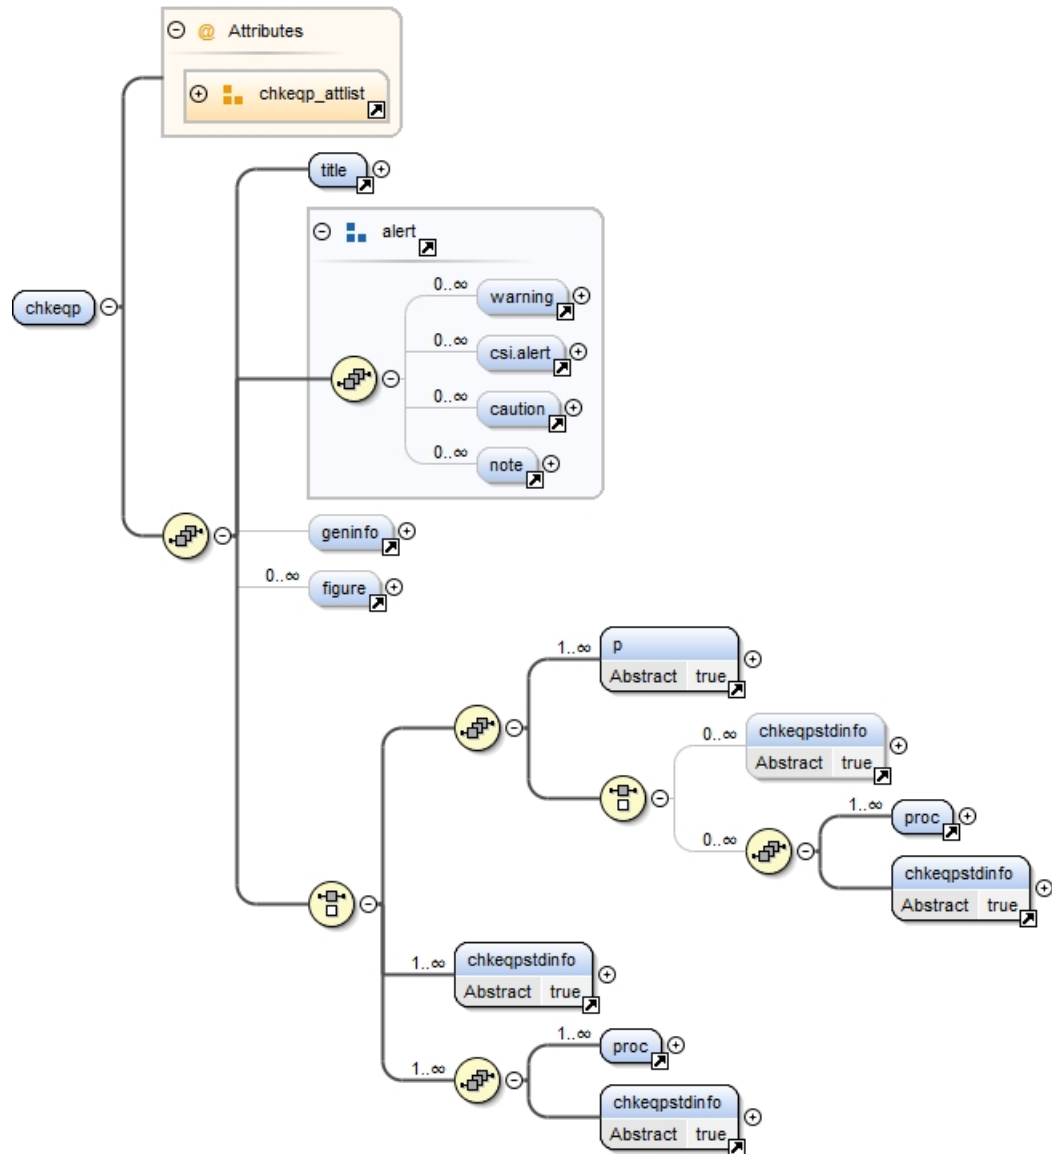 @ Attributes
chkeqp_attlist
title
alert
0..∞
warning
chkeqp
0..∞
csi.alert
0..∞
caution
0..∞
note
geninfo
0..∞
figure
1..∞
p
Abstract true
0..∞
chkeqpstdinfo
Abstract true
1..∞
proc
0..∞
chkeqpstdinfo
Abstract true
1..∞
chkeqpstdinfo
Abstract true
1..∞
proc
1..∞
chkeqpstdinfo
Abstract true